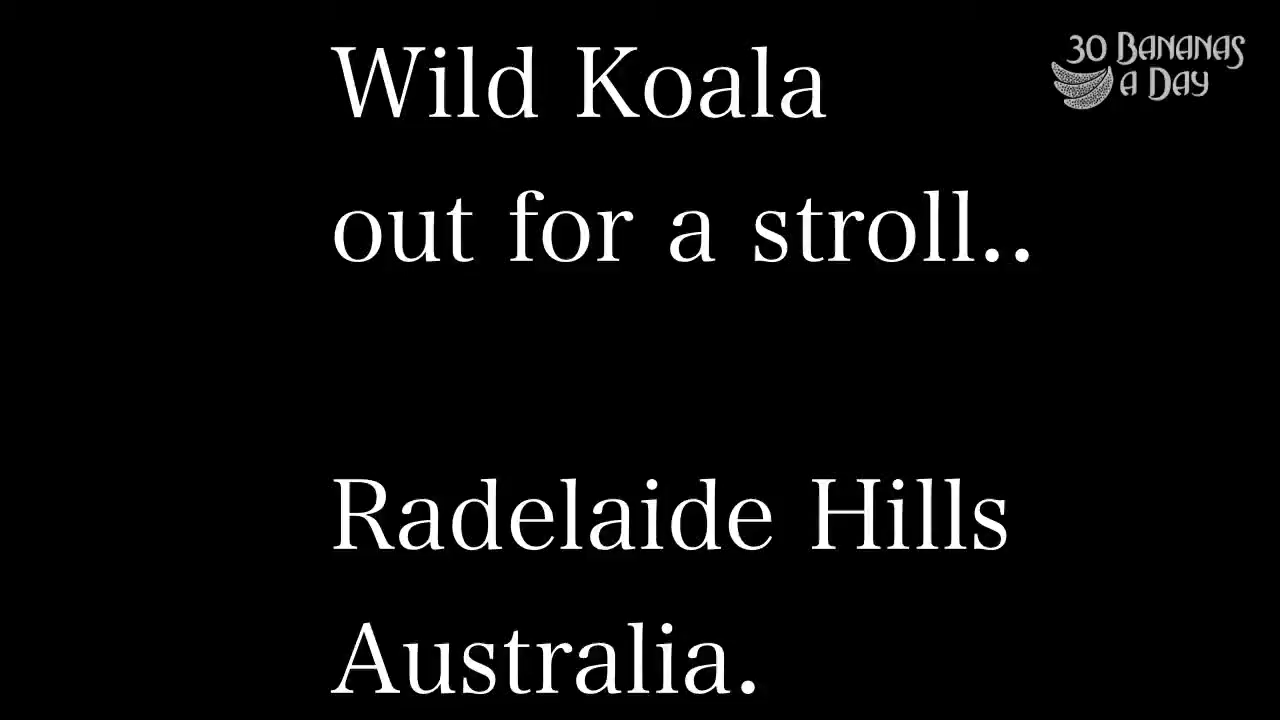 Wild Koala
out for a stroll..
Radelaide Hills
Australia.
30 Bananas
a Day